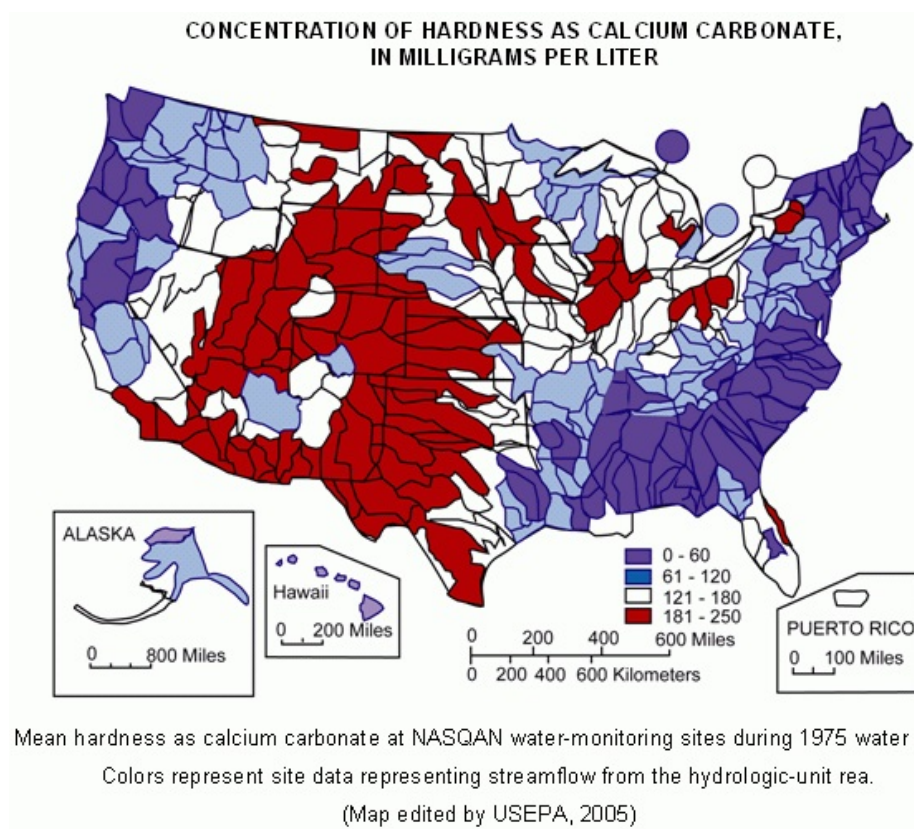 CONCENTRATION OF HARDNESS AS CALCIUM CARBONATE,
IN MILLIGRAMS PER LITER
ALASKA
0 800 Miles
Hawaii
0 200 Miles
0 - 60
61 - 120
121 - 180
181 - 250
0 200 400 600 Miles
0 200 400 600 Kilometers
PUERTO RICO
0 100 Miles
Mean hardness as calcium carbonate at NASQAN water-monitoring sites during 1975 water
Colors represent site data representing streamflow from the hydrologic-unit rea.
(Map edited by USEPA, 2005)